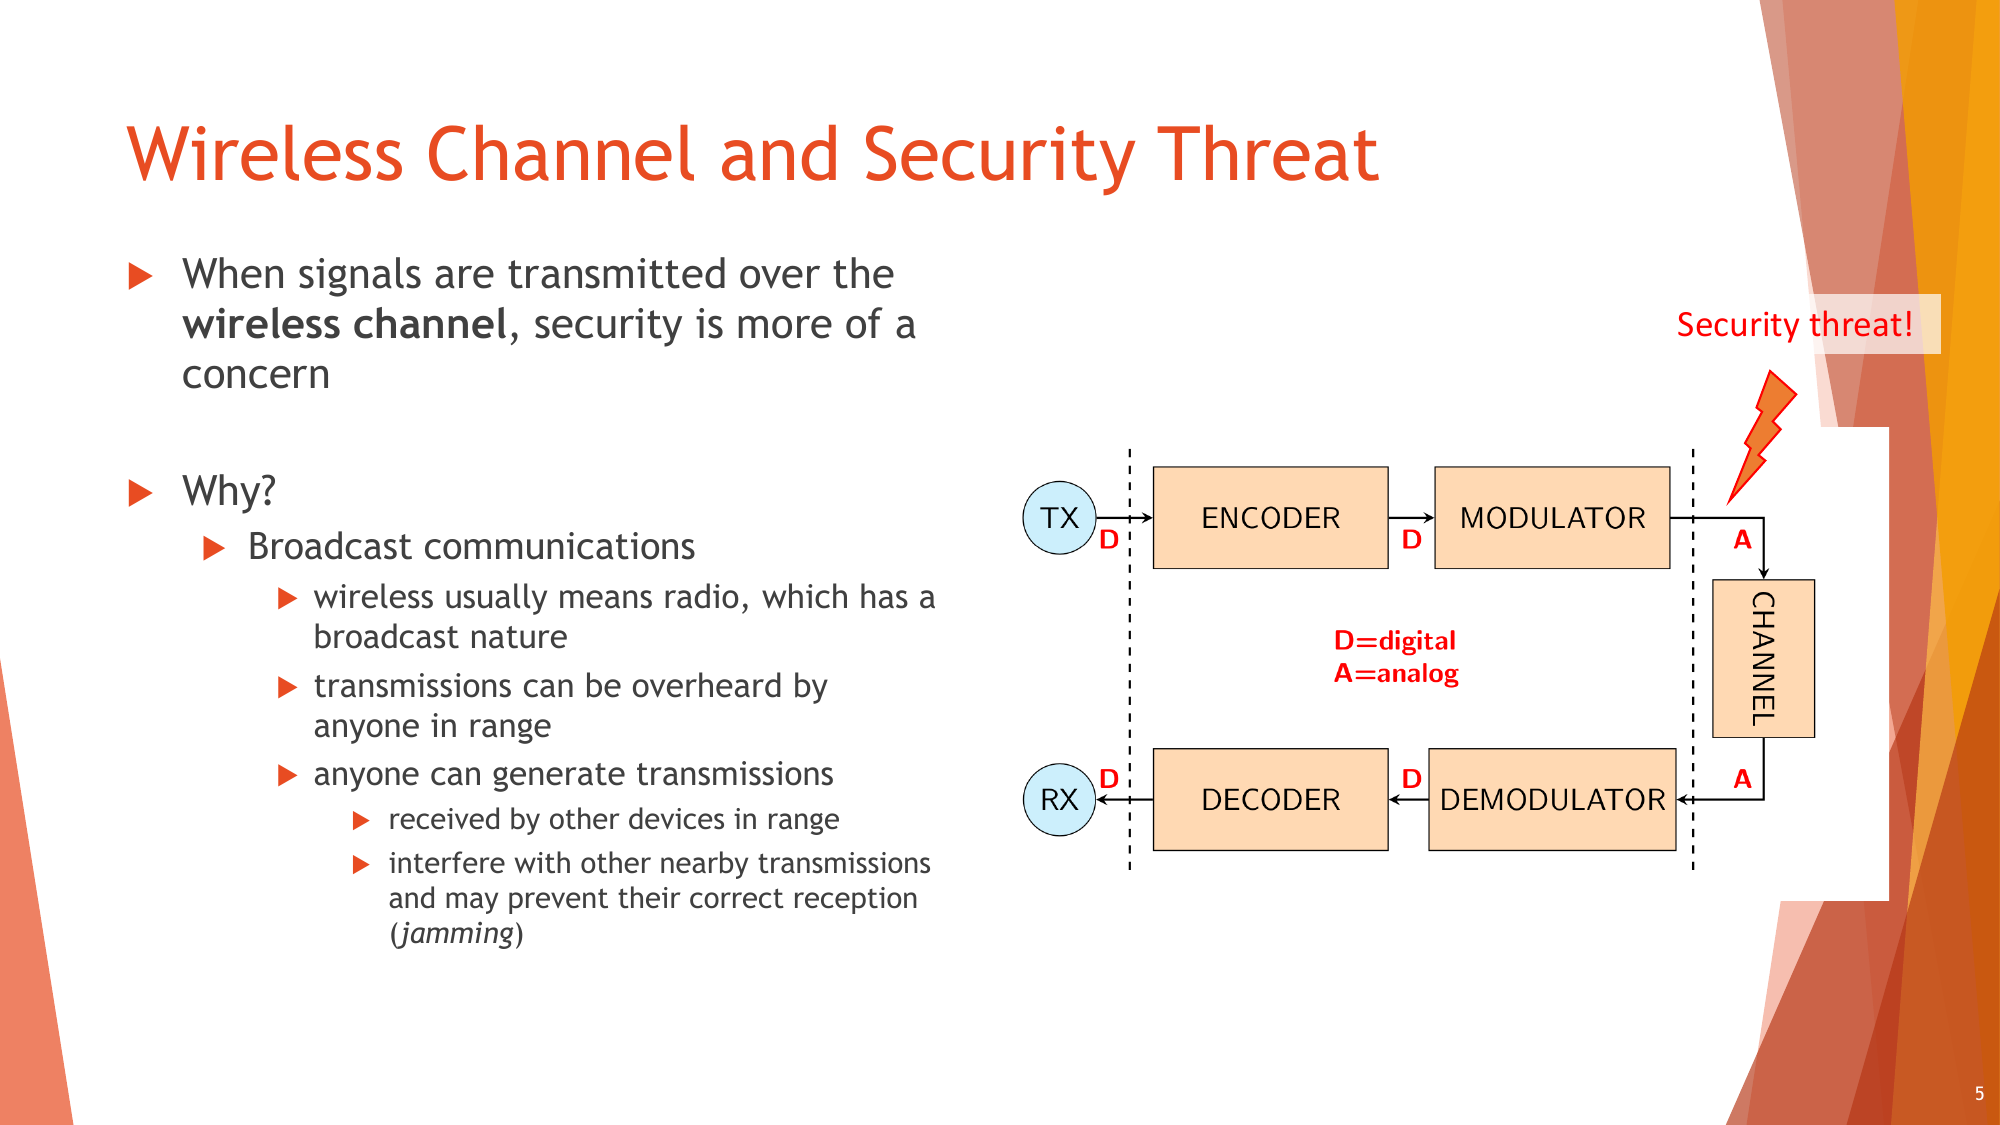 Wireless Channel and Security Threat
When signals are transmitted over the
wireless channel, security is more of a
concern
Why?
Broadcast communications
wireless usually means radio, which has a
broadcast nature
transmissions can be overheard by
anyone in range
anyone can generate transmissions
received by other devices in range
interfere with other nearby transmissions
and may prevent their correct reception
(jamming)
Security threat!
TX
D
ENCODER
D
MODULATOR
A
CHANNEL
D=digital
A=analog
RX
D
DECODER
D
DEMODULATOR
A
5